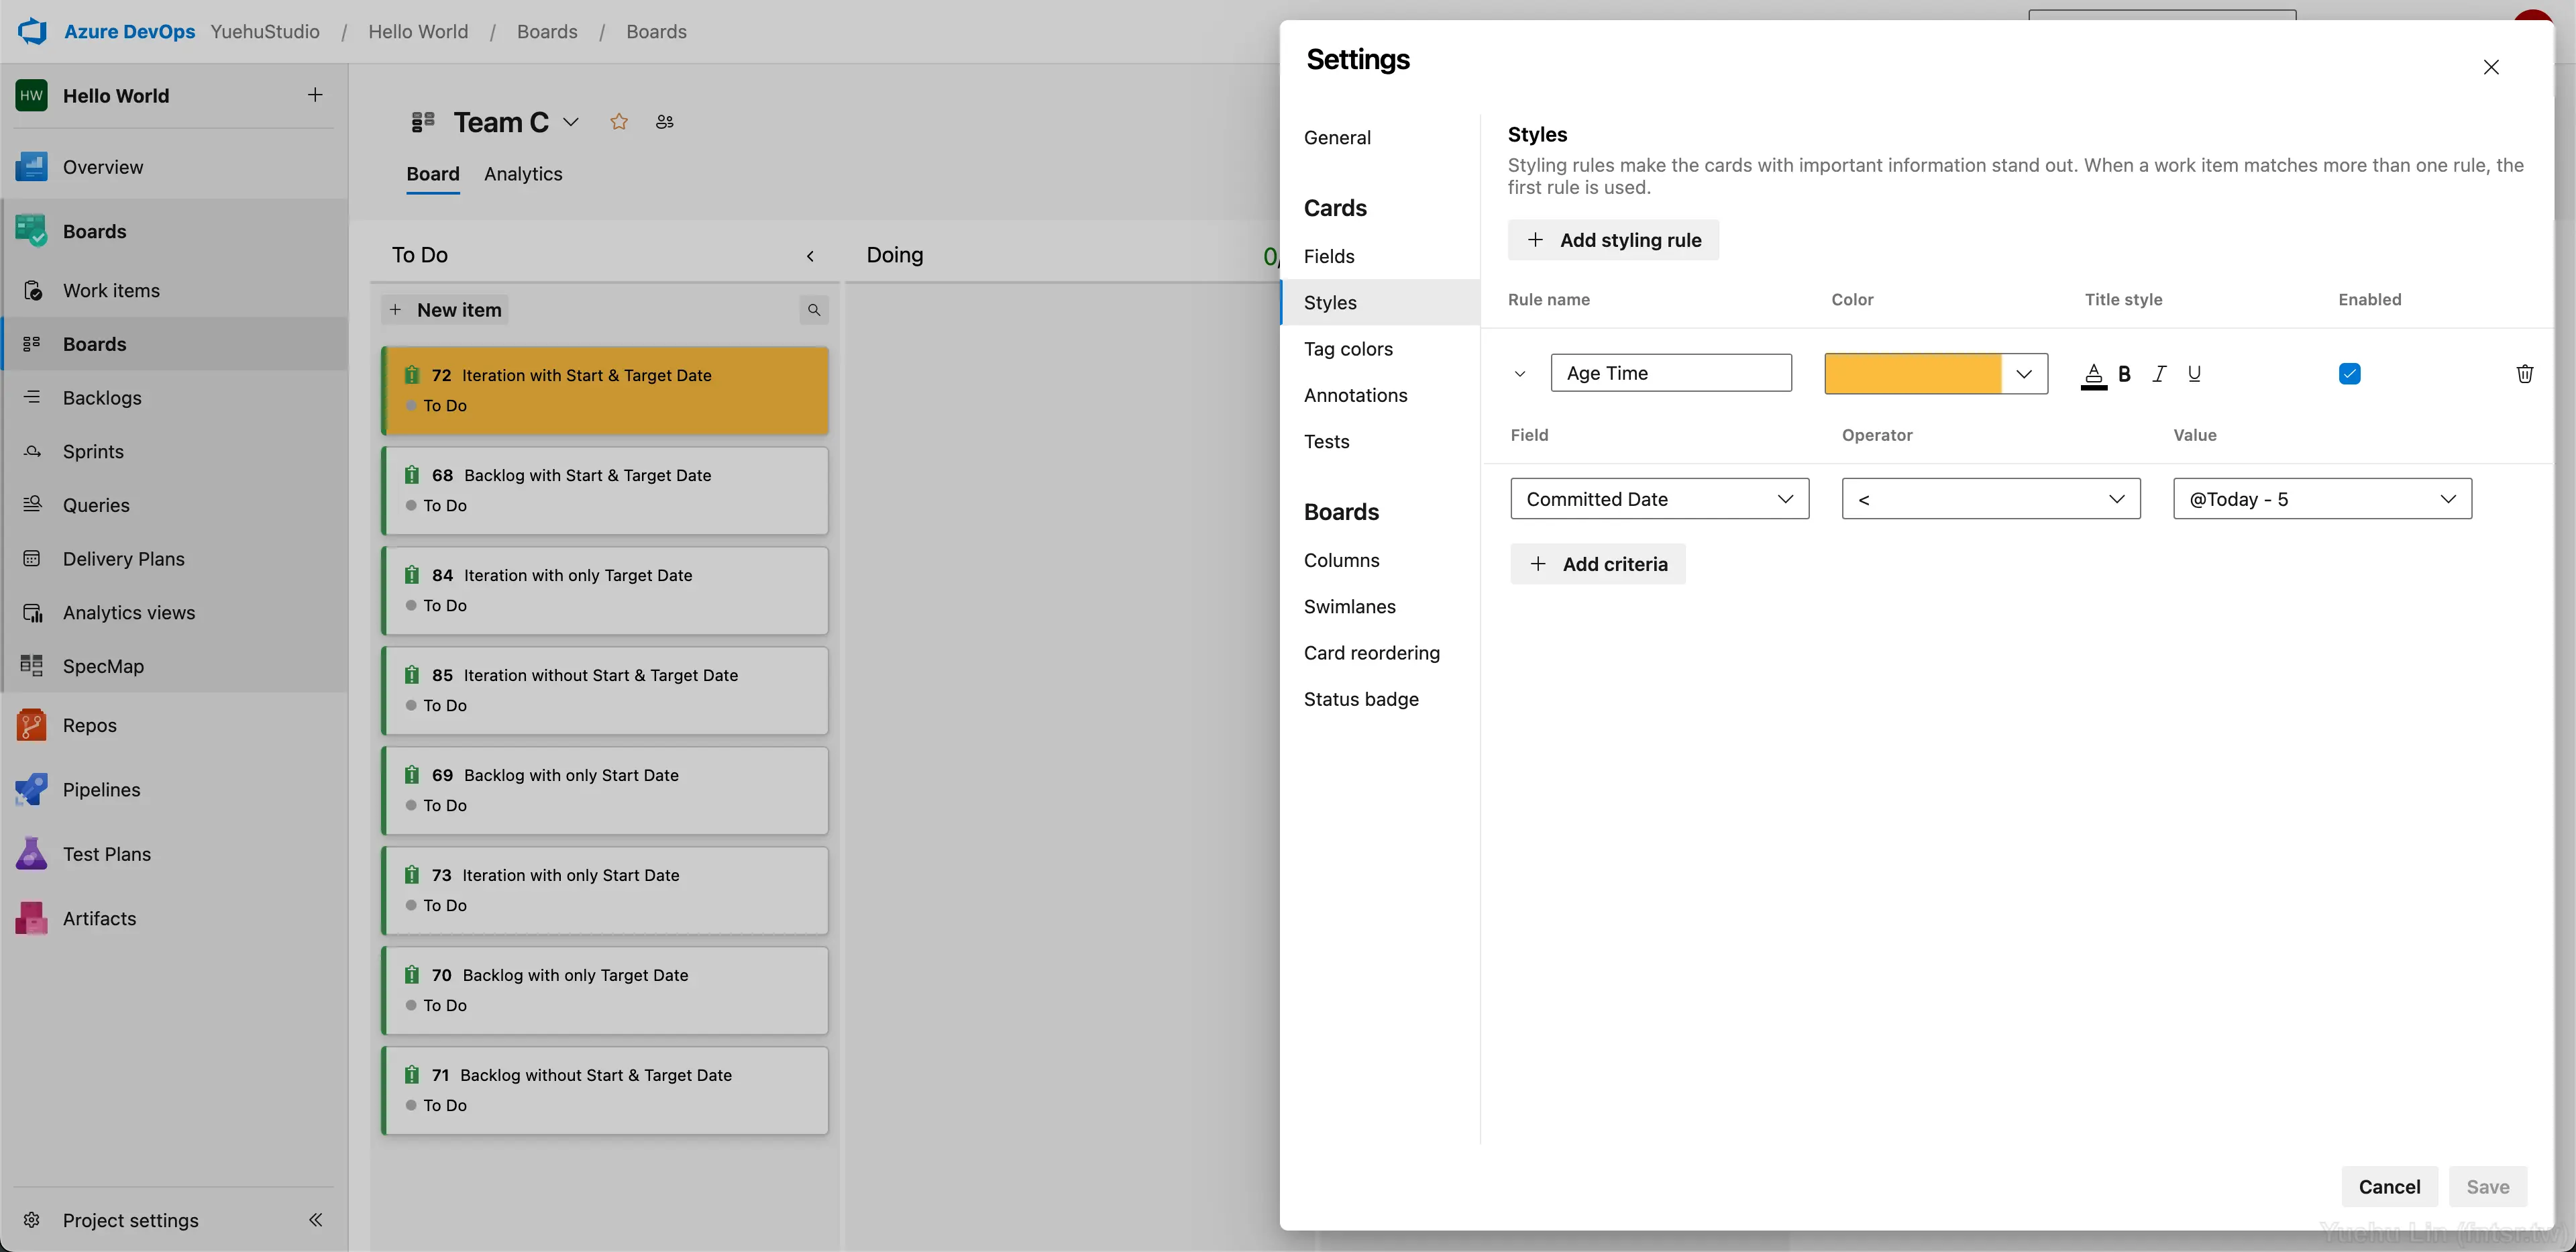 Azure DevOps YuehuStudio / Hello World / Boards / Boards
HW Hello World
Overview
Boards
Work items
Boards
Backlogs
Sprints
Queries
Delivery Plans
Analytics views
SpecMap
Repos
Pipelines
Test Plans
Artifacts
Project settings
Team C
Board Analytics
To Do
New item
72 Iteration with Start & Target Date
To Do
68 Backlog with Start & Target Date
To Do
84 Iteration with only Target Date
To Do
85 Iteration without Start & Target Date
To Do
69 Backlog with only Start Date
To Do
73 Iteration with only Start Date
To Do
70 Backlog with only Target Date
To Do
71 Backlog without Start & Target Date
To Do
Doing 0/
Settings
General
Cards
Fields
Styles
Tag colors
Annotations
Tests
Boards
Columns
Swimlanes
Card reordering
Status badge
Styles
Styling rules make the cards with important information stand out. When a work item matches more than one rule, the
first rule is used.
Add styling rule
Rule name Color Title style Enabled
Age Time A B I U
Field Operator Value
Committed Date < @Today - 5
Add criteria
Cancel Save
Yuehu Lin (fntsr.tw)